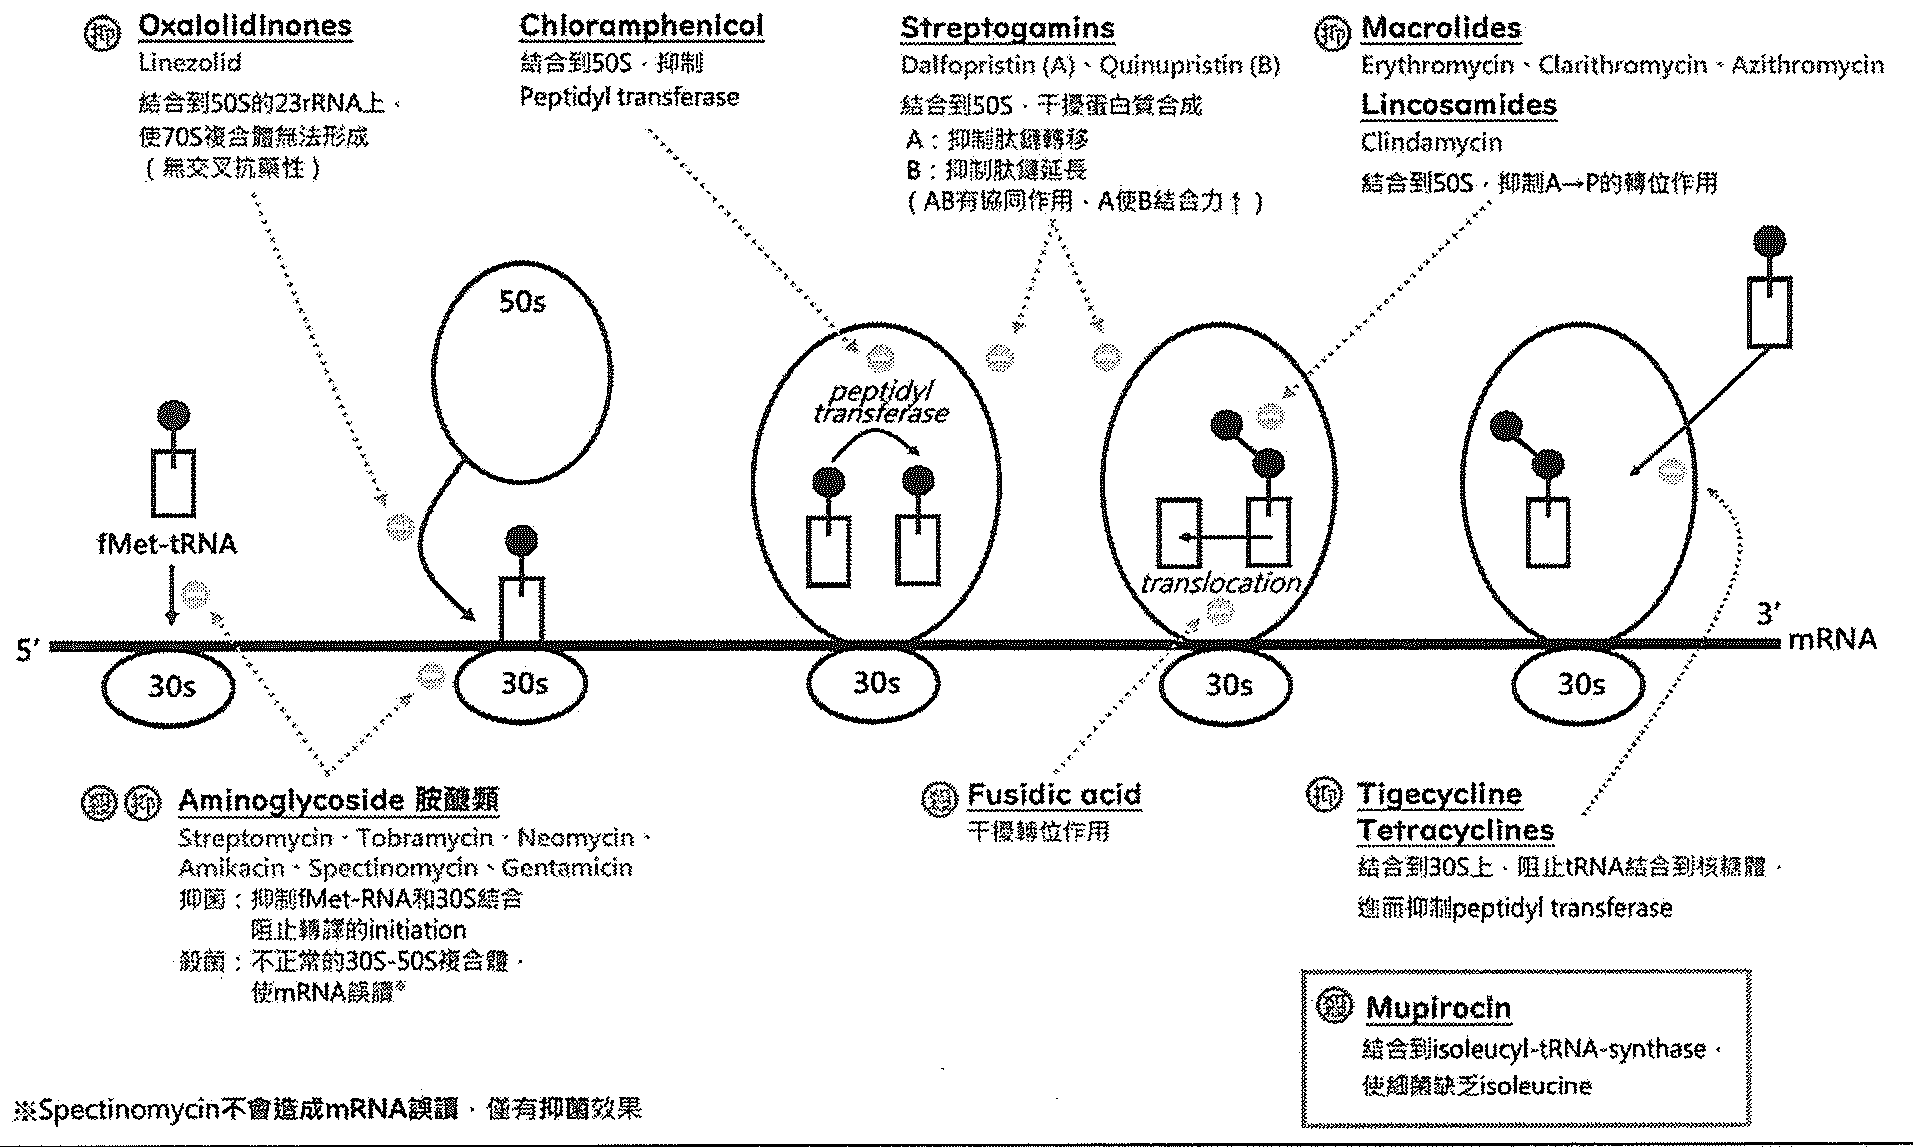 抑 Oxalolidinones
Linezolid
結合到50S的23rRNA上，
使70S複合體無法形成
（無交叉抗藥性）
Chloramphenicol
結合到50S，抑制
Peptidyl transferase
Streptogamins
Dalfopristin (A)、Quinupristin (B)
結合到50S，干擾蛋白質合成
A：抑制肽鏈轉移
B：抑制肽鏈延長
（AB有協同作用，A使B結合力↑）
抑 Macrolides
Erythromycin、Clarithromycin、Azithromycin
Lincosamides
Clindamycin
結合到50S，抑制A→P的轉位作用
50s
peptidyl
transferase
fMet-tRNA
translocation
5’
3’
mRNA
30s
30s
30s
30s
30s
殺 抑 Aminoglycoside 胺醣類
Streptomycin、Tobramycin、Neomycin、
Amikacin、Spectinomycin、Gentamicin
抑菌：抑制fMet-RNA和30S結合
阻止轉譯的initiation
殺菌：不正常的30S-50S複合體，
使mRNA誤讀※
殺 Fusidic acid
干擾轉位作用
抑 Tigecycline
Tetracyclines
結合到30S上，阻止tRNA結合到核糖體，
進而抑制peptidyl transferase
殺 Mupirocin
結合到isoleucyl-tRNA-synthase，
使細菌缺乏isoleucine
※Spectinomycin不會造成mRNA誤讀，僅有抑菌效果